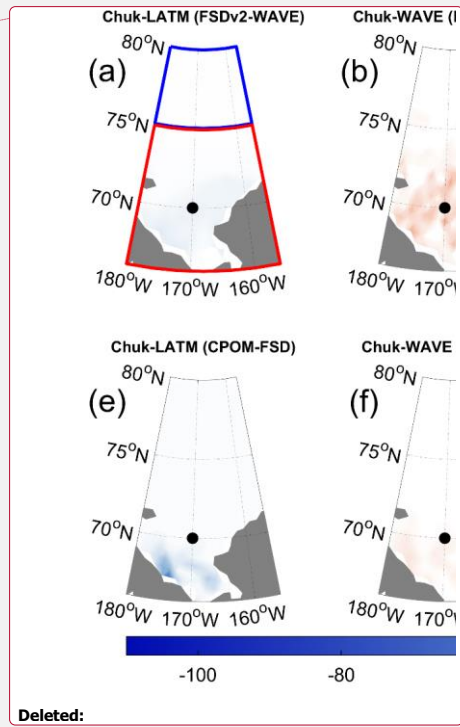 Chuk-LATM (FSDv2-WAVE)
Chuk-WAVE (
80°N
(a)
(b)
75°N
75°N
70°N
70°N
180°W 170°W 160°W
180°W 170°
Chuk-LATM (CPOM-FSD)
Chuk-WAVE
80°N
80°N
(e)
(f)
75°N
75°N
70°N
70°N
180°W 170°W 160°W
180°W 170°
-100
-80
Deleted: